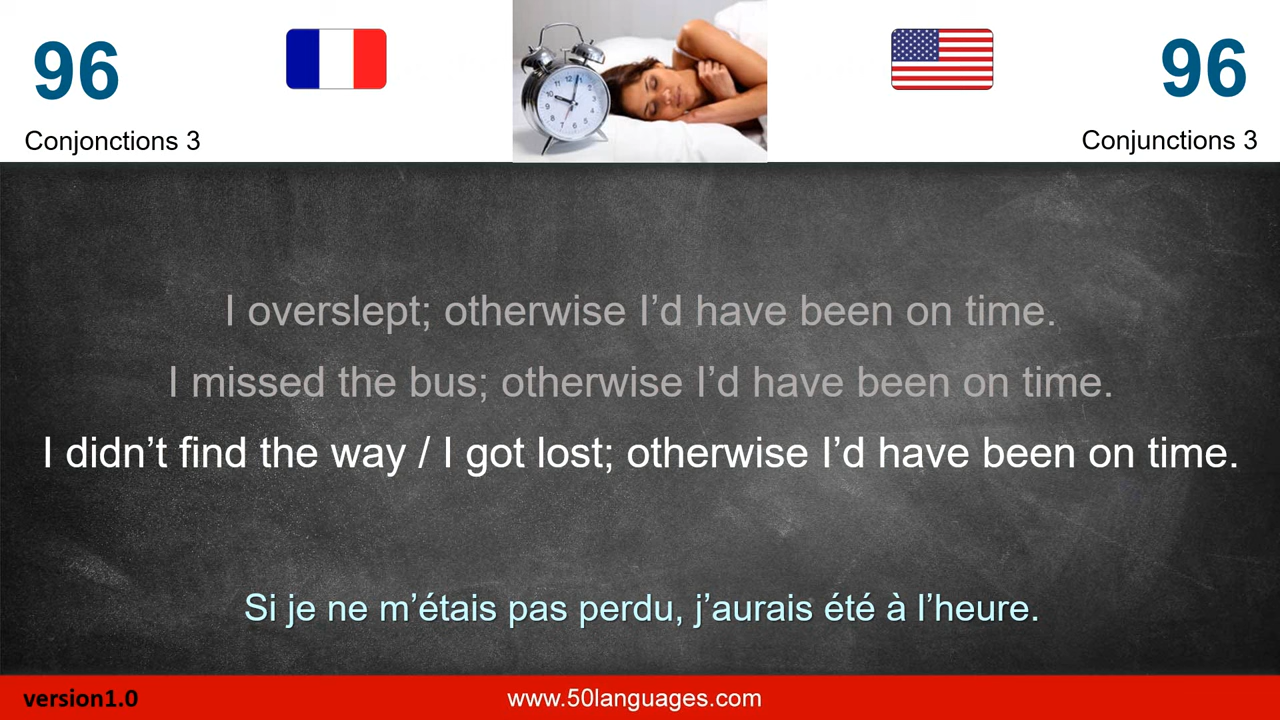 96
96
Conjonctions 3
Conjunctions 3
I overslept; otherwise I’d have been on time.
I missed the bus; otherwise I’d have been on time.
I didn’t find the way / I got lost; otherwise I’d have been on time.
Si je ne m’étais pas perdu, j’aurais été à l’heure.
version1.0
www.50languages.com